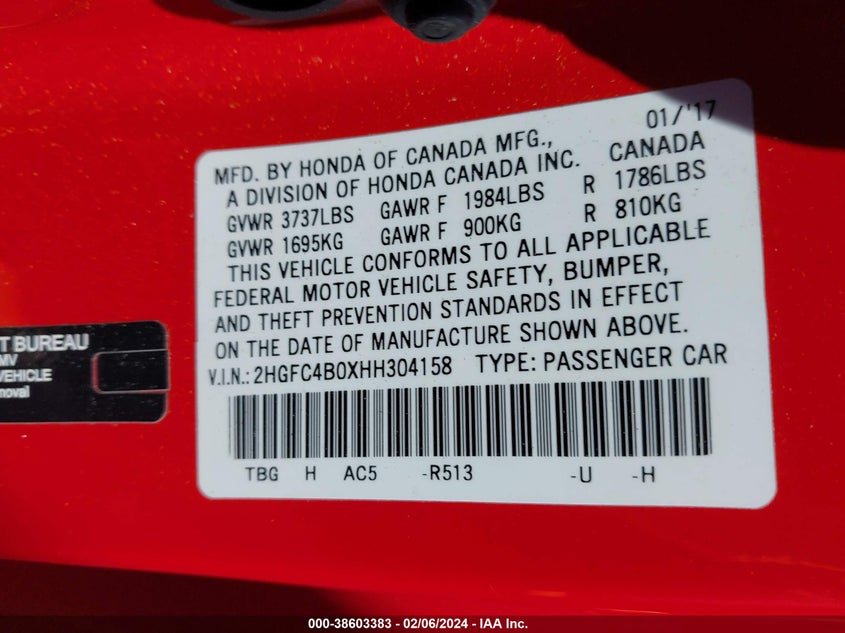 01/'17
MFD. BY HONDA OF CANADA MFG.,
A DIVISION OF HONDA CANADA INC. CANADA
GVWR 3737LBS GAWR F 1984LBS R 1786LBS
GVWR 1695KG GAWR F 900KG R 810KG
THIS VEHICLE CONFORMS TO ALL APPLICABLE
FEDERAL MOTOR VEHICLE SAFETY, BUMPER,
AND THEFT PREVENTION STANDARDS IN EFFECT
ON THE DATE OF MANUFACTURE SHOWN ABOVE.
V.I.N.: 2HGFC4B0XHH304158 TYPE: PASSENGER CAR
TBG H AC5 -R513 -U -H
T BUREAU
MV
VEHICLE
moval
000-38603383 - 02/06/2024 - IAA Inc.